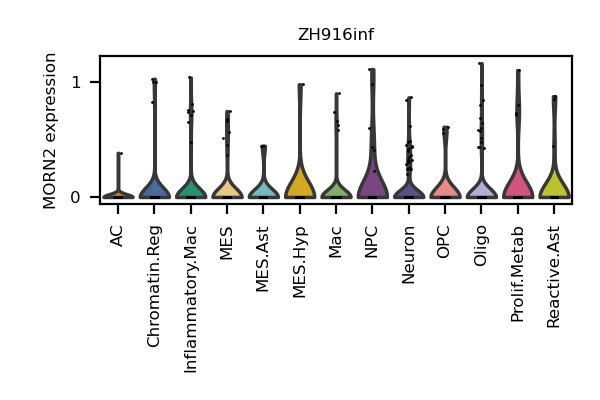 ZH916inf
MORN2 expression
1
0
AC
Chromatin.Reg
Inflammatory.Mac
MES
MES.Ast
MES.Hyp
Mac
NPC
Neuron
OPC
Oligo
Prolif.Metab
Reactive.Ast